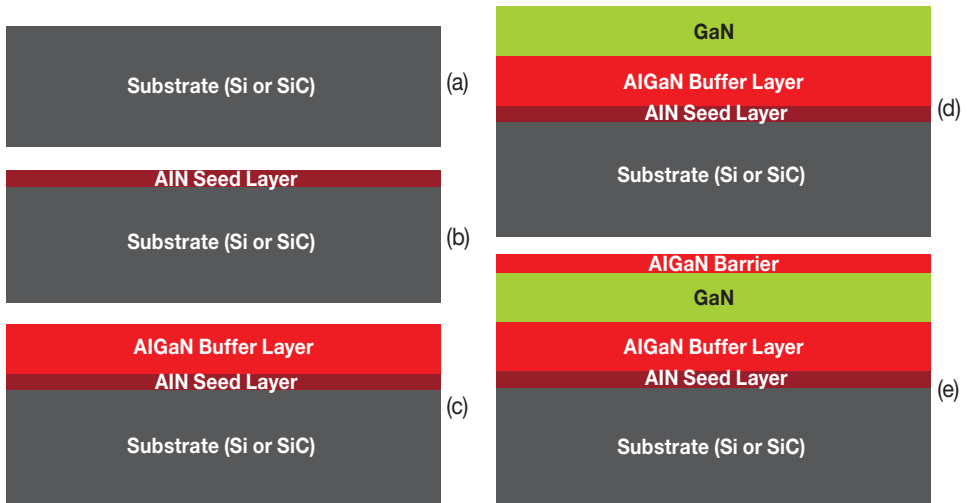 Substrate (Si or SiC)
(a)
AlN Seed Layer
Substrate (Si or SiC)
(b)
AlGaN Buffer Layer
AlN Seed Layer
Substrate (Si or SiC)
(c)
GaN
AlGaN Buffer Layer
AlN Seed Layer
Substrate (Si or SiC)
(d)
AlGaN Barrier
GaN
AlGaN Buffer Layer
AlN Seed Layer
Substrate (Si or SiC)
(e)